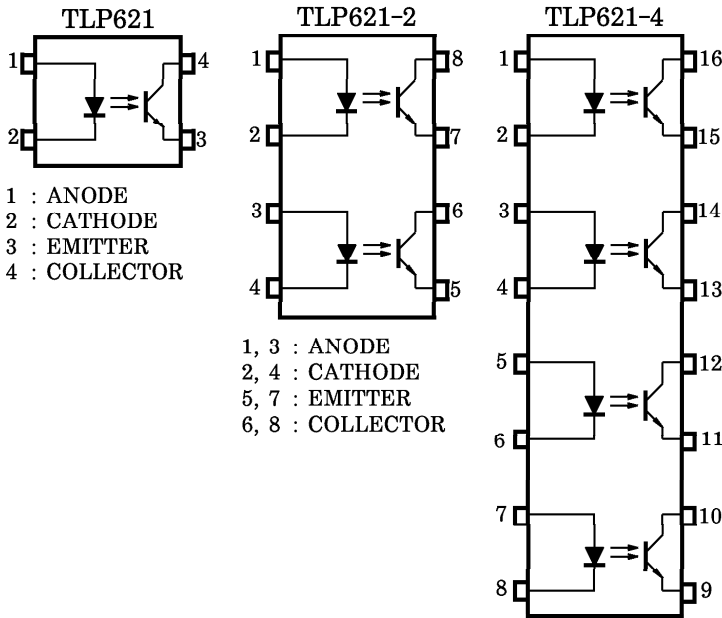 TLP621
1
4
2
3
1 : ANODE
2 : CATHODE
3 : EMITTER
4 : COLLECTOR
TLP621-2
1
8
2
7
3
6
4
5
1, 3 : ANODE
2, 4 : CATHODE
5, 7 : EMITTER
6, 8 : COLLECTOR
TLP621-4
1
16
2
15
3
14
4
13
5
12
6
11
7
10
8
9